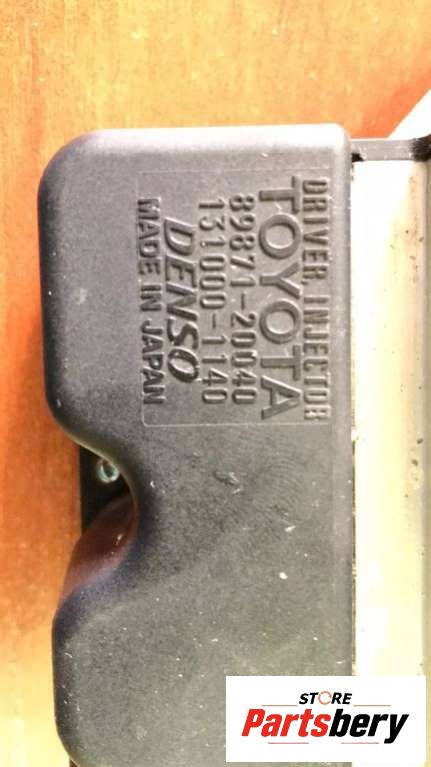 DRIVER, INJECTOR
TOYOTA
89871-20040
131000-1140
DENSO
MADE IN JAPAN
STORE
Partsbery